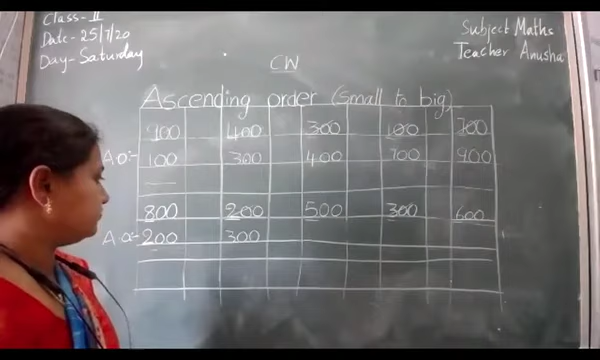 Class-II
Date-25/7/20
Day-Saturday
Subject Maths
Teacher Anusha
CW
Ascending order (small to big)
900 400 300 100 700
A.O:- 100 300 400 700 900
800 200 500 300 600
A.O:- 200 300